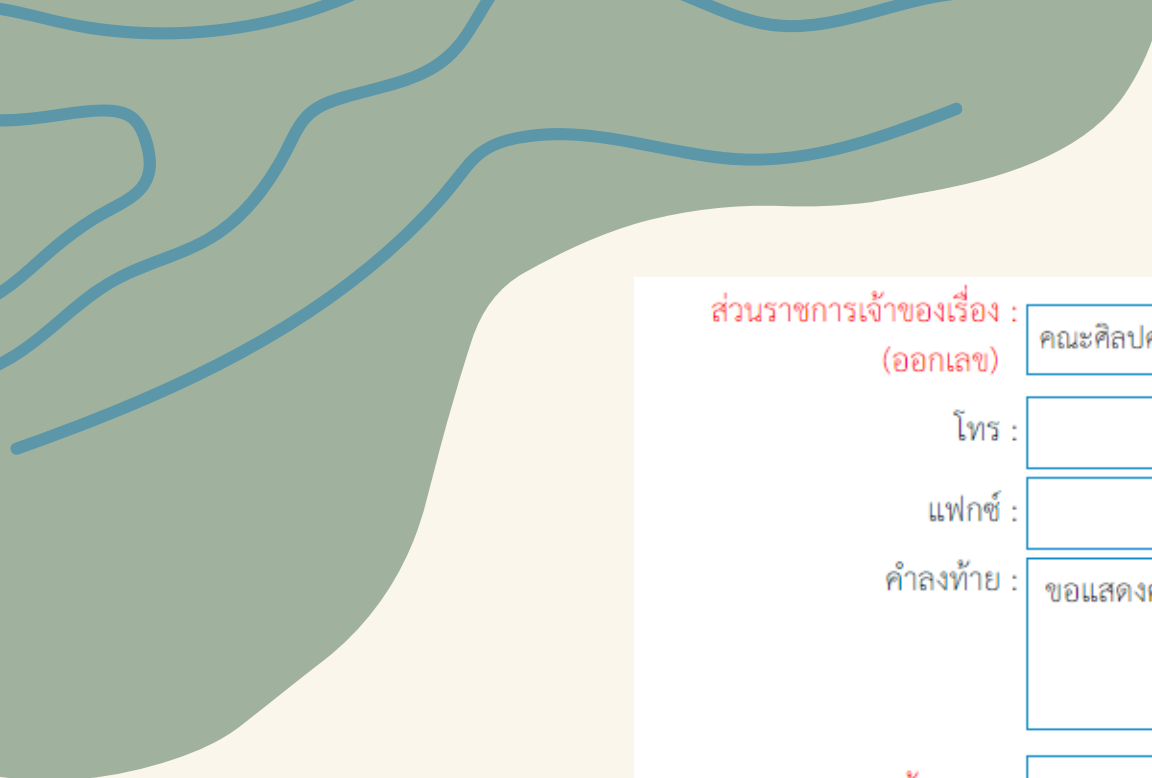 ส่วนราชการเจ้าของเรื่อง :
(ออกเลข)
คณะศิลป
โทร :
แฟกซ์ :
คำลงท้าย :
ขอแสดง